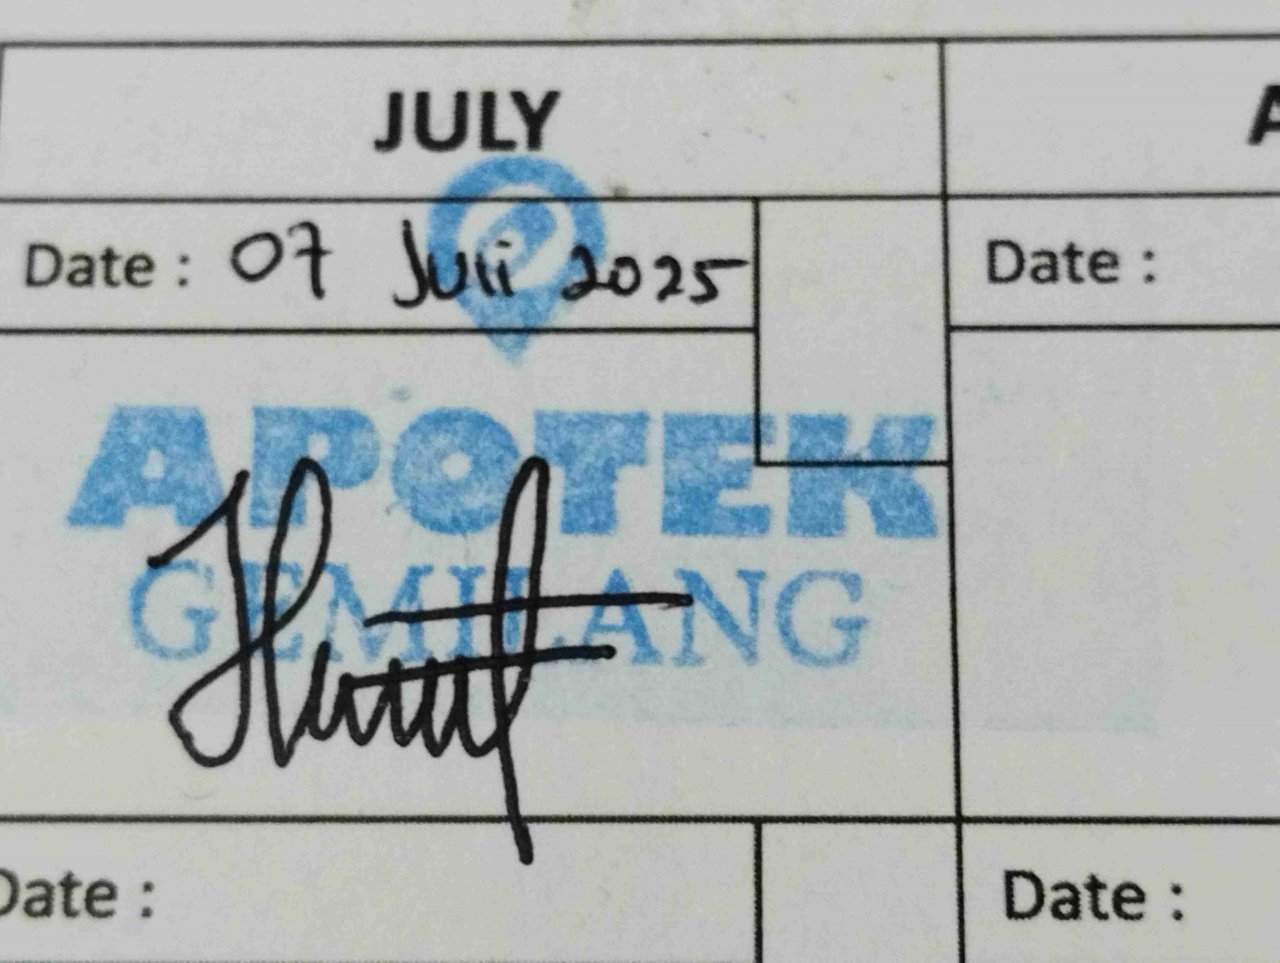 JULY
Date : 07 Juli 2025
Date :
APOTEK
GEMILANG
Date :
Date :